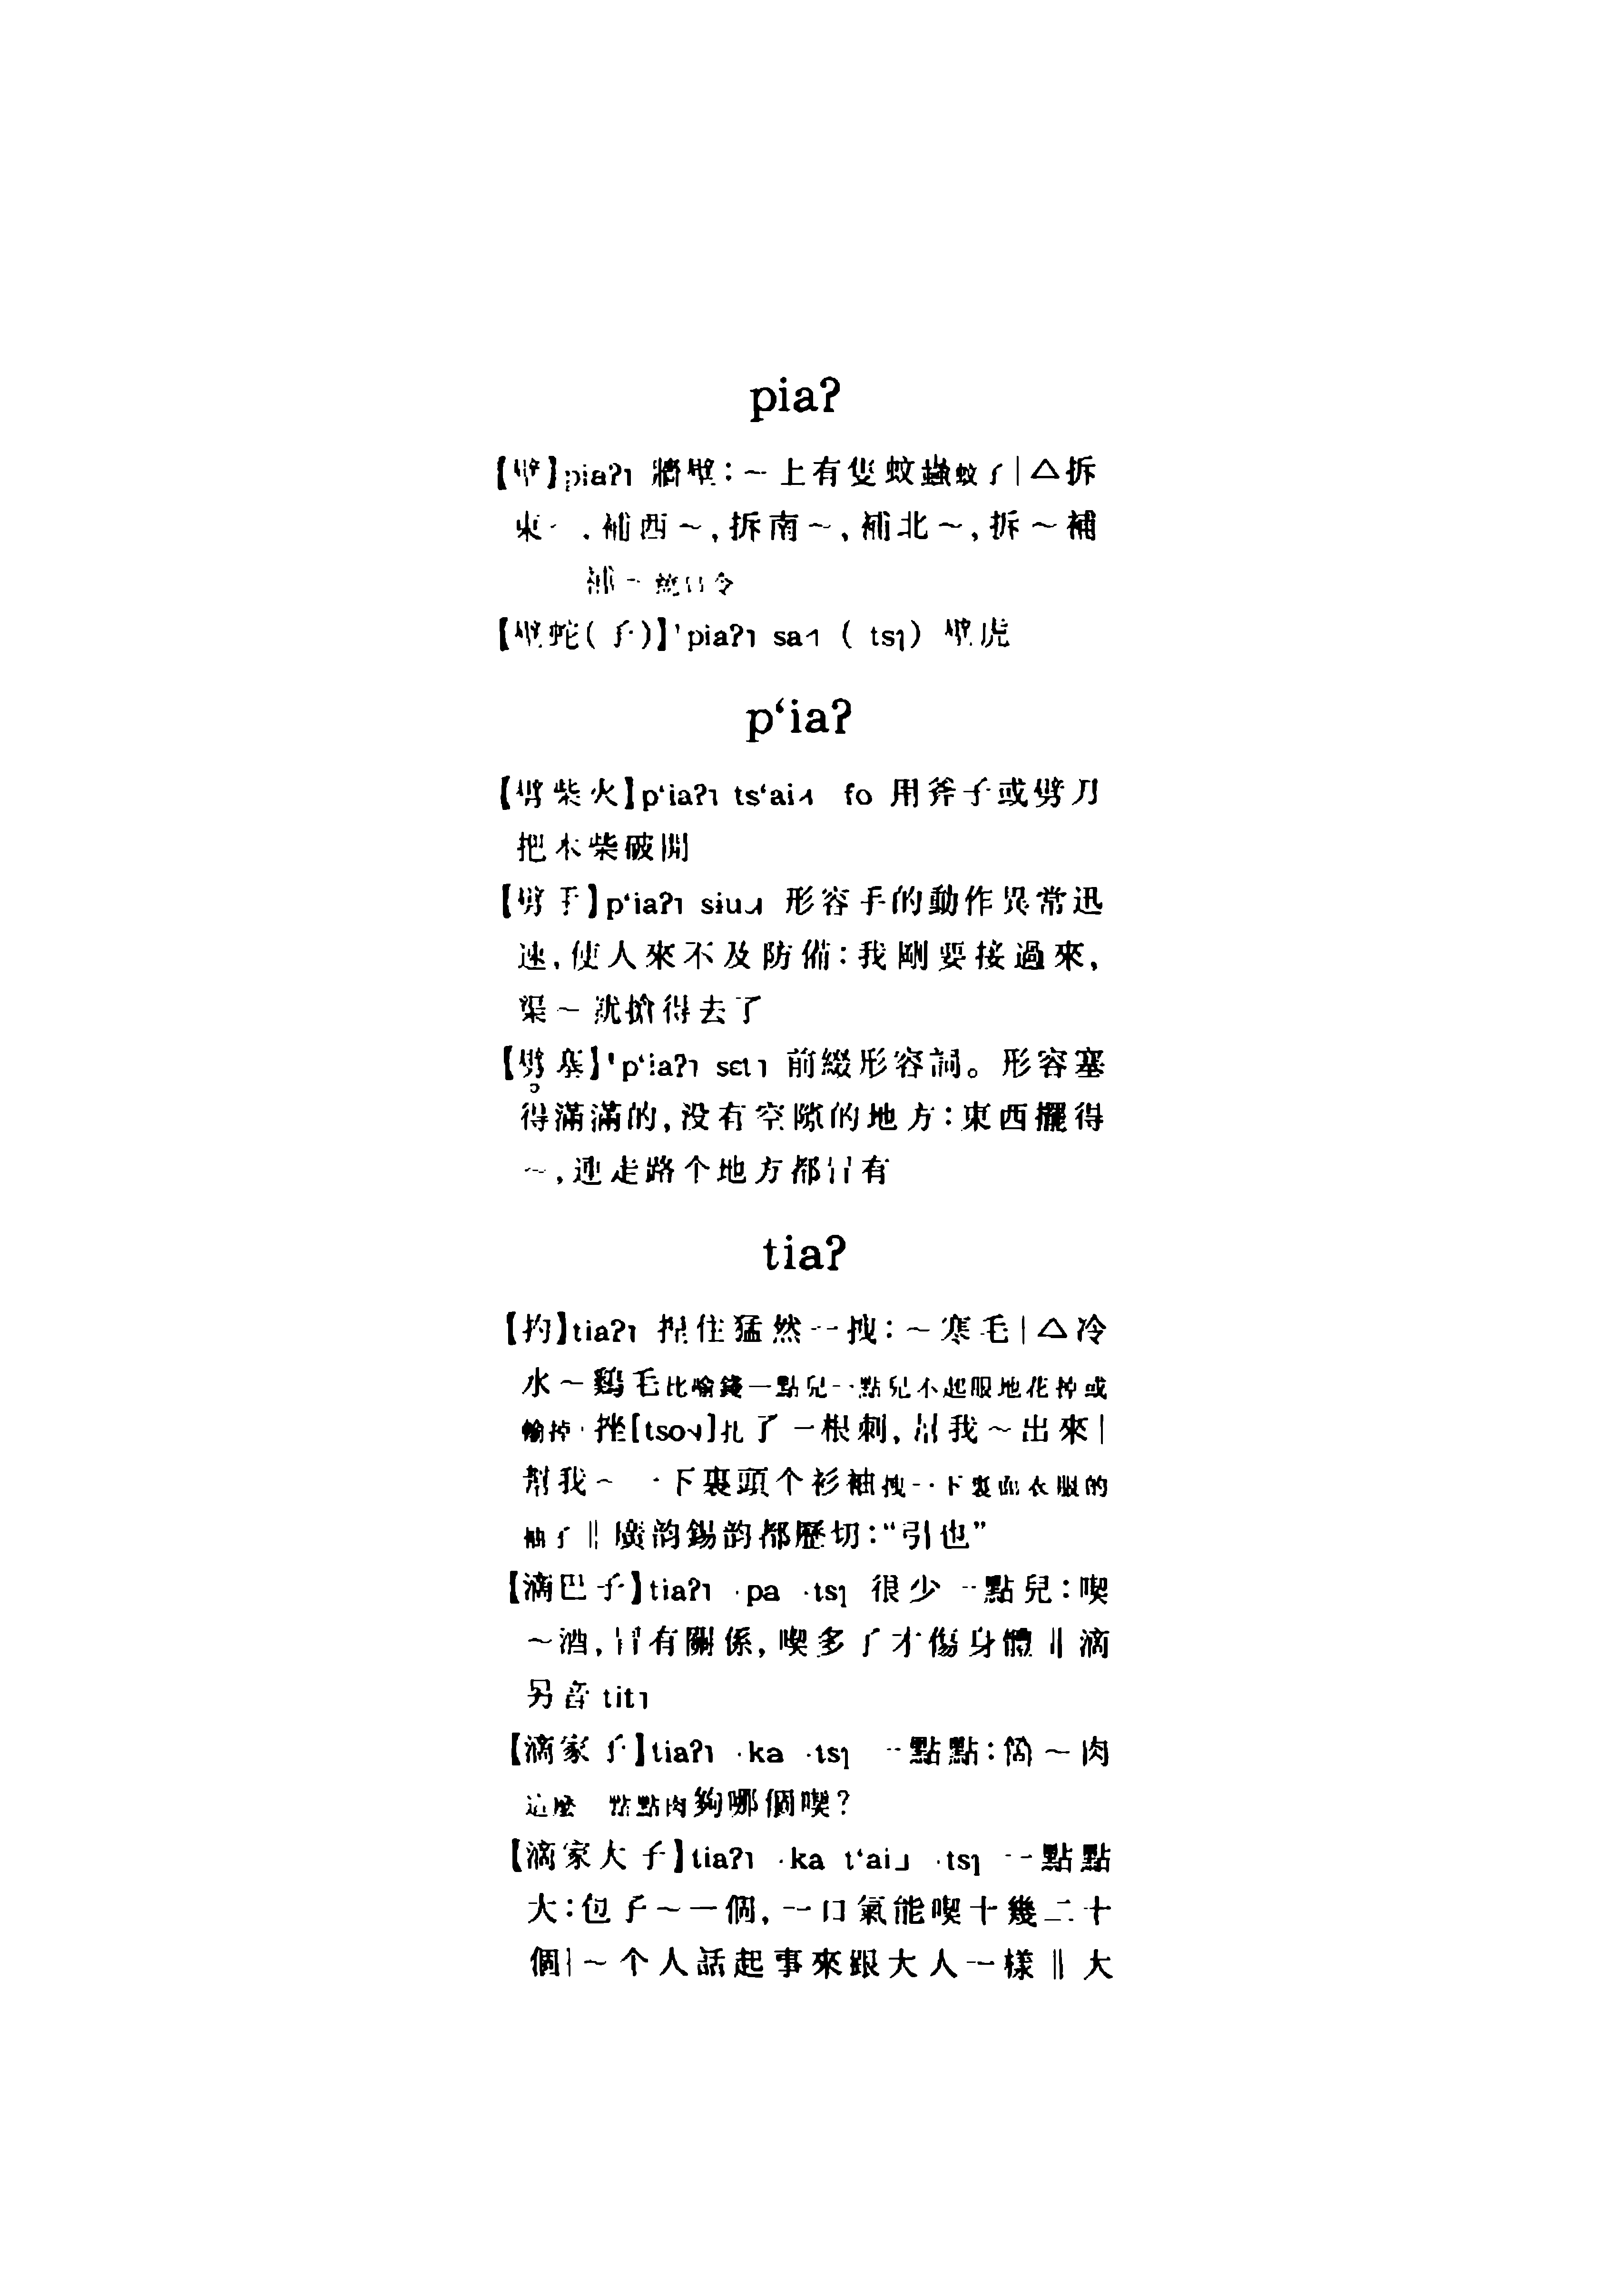 piaʔ
【壁】piaʔ˥ 牆壁：～上有隻蚊蟲蚊子｜△拆
東～，補西～，拆南～，補北～，拆～補
補～繞口令
【壁蛇(子)】'piaʔ˥ sa˧˥ ( tsɿ) 壁虎
p‘iaʔ
【劈柴火】p‘iaʔ˥ ts‘ai fo 用斧子或劈刀
把木柴破開
【劈手】p‘iaʔ˥ siu 形容手的動作異常迅
速，使人來不及防備：我剛要接過來，
渠～就搶得去了
【劈塞】'p‘iaʔ˥ sɛt˥ 前綴形容詞。形容塞
得滿滿的，没有空隙的地方：東西擺得
～，連走路个地方都冇有
tiaʔ
【扚】tiaʔ˥ 捏住猛然一拽：～寒毛｜△冷
水～鷄毛比喻錢一點兒一點兒不起眼地花掉或
輸掉｜挫[tso]扎了一根刺，幫我～出來｜
幫我～一下裏頭个衫袖拽一下裏面衣服的
袖子‖廣韵錫韵都歷切：“引也”
【滴巴子】tiaʔ˥ ·pa ·tsɿ 很少一點兒：喫
～酒，冇有關係，喫多了才傷身體‖滴
另音 tit˥
【滴家子】tiaʔ˥ ·ka ·tsɿ 一點點：箇～肉
這麽一點點肉夠哪個喫？
【滴家大子】tiaʔ˥ ·ka t‘ai˩ ·tsɿ 一點點
大：包子～一個，一口氣能喫十幾二十
個｜～个人話起事來跟大人一樣‖大